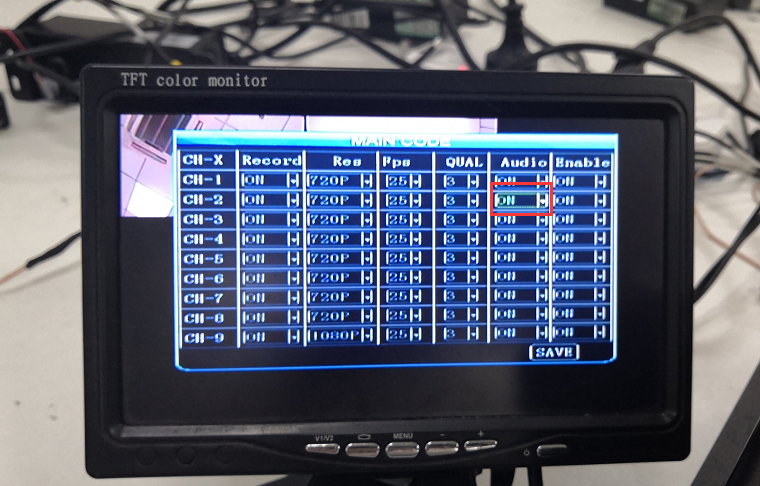 TFT color monitor
MAIN CODE
CH-X Record Res Fps QUAL Audio Enable
CH-1 ON 720P 25 3 ON ON
CH-2 ON 720P 25 3 ON ON
CH-3 ON 720P 25 3 ON ON
CH-4 ON 720P 25 3 ON ON
CH-5 ON 720P 25 3 ON ON
CH-6 ON 720P 25 3 ON ON
CH-7 ON 720P 25 3 ON ON
CH-8 ON 720P 25 3 ON ON
CH-9 ON 1080P 25 3 ON ON
SAVE
V1/V2 MENU - +